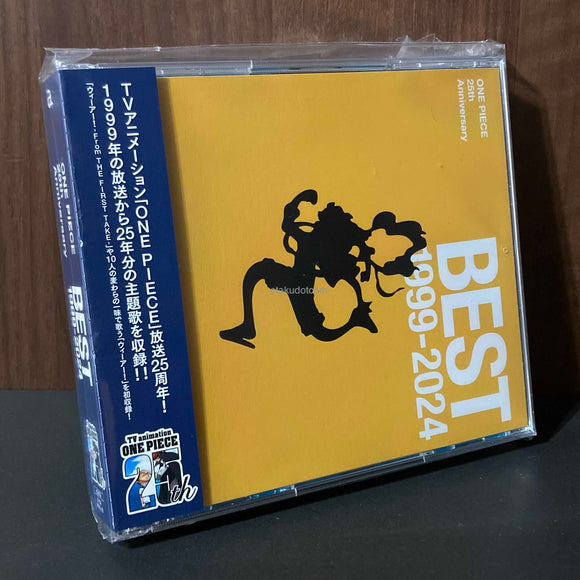 TVアニメーション「ONE PIECE」放送25周年！
1999年の放送から25年分の主題歌を収録！！
「ウィーアー！ -From THE FIRST TAKE-」や10人の麦わらの一味で歌う「ウィーアー！」を初収録！
TV animation
ONE PIECE
25th
ONE PIECE
25th
Anniversary
BEST
1999-2024
ONE PIECE
25th Anniversary
BEST
1999-2024